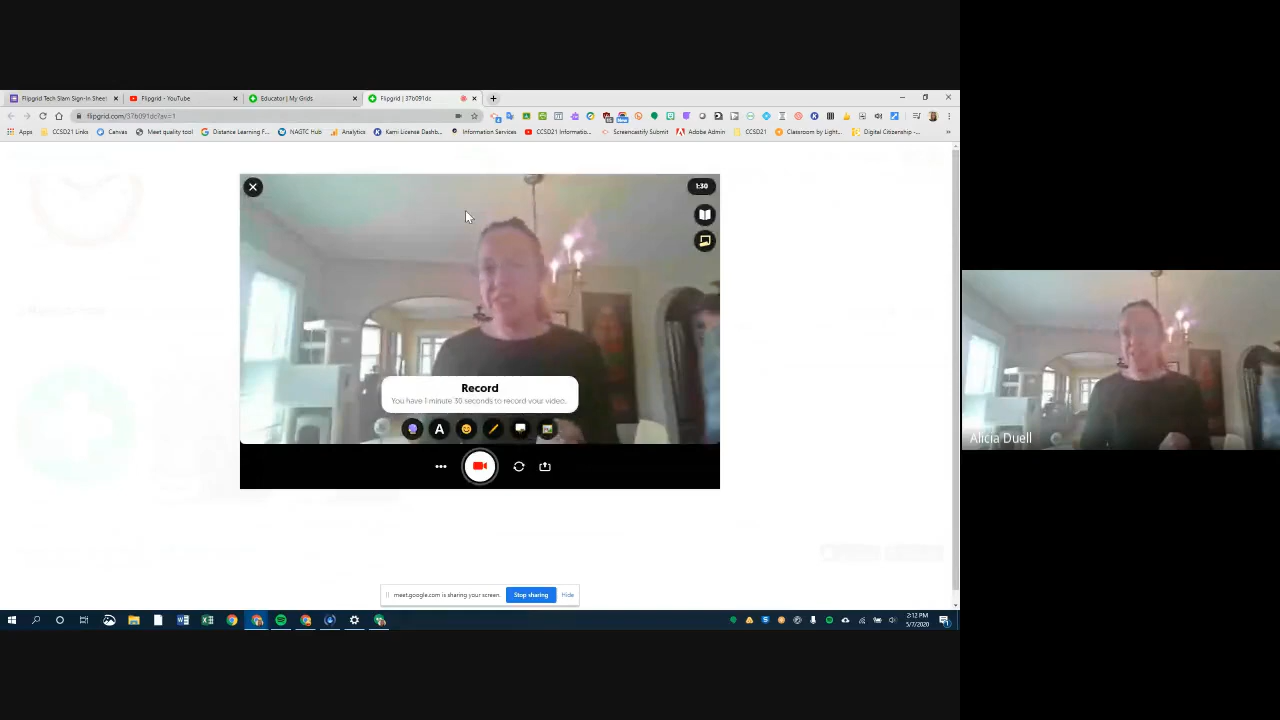 Flipgrid Tech Slam Sign-In Shee
Flipgrid - YouTube
Educator | My Grids
Flipgrid | 37b091dc
flipgrid.com/37b091dc?av=1
Apps
CCSD21 Links
Canvas
Meet quality tool
Distance Learning F...
NAGTC Hub
Analytics
Kami License Dashb...
Information Services
CCSD21 Informatio...
Screencastify Submit
Adobe Admin
CCSD21
Classroom by Light...
Digital Citizenship -...
1:30
Record
You have 1 minute 30 seconds to record your video.
A
Alicia Duell
meet.google.com is sharing your screen.
Stop sharing
Hide
2:12 PM
5/7/2020